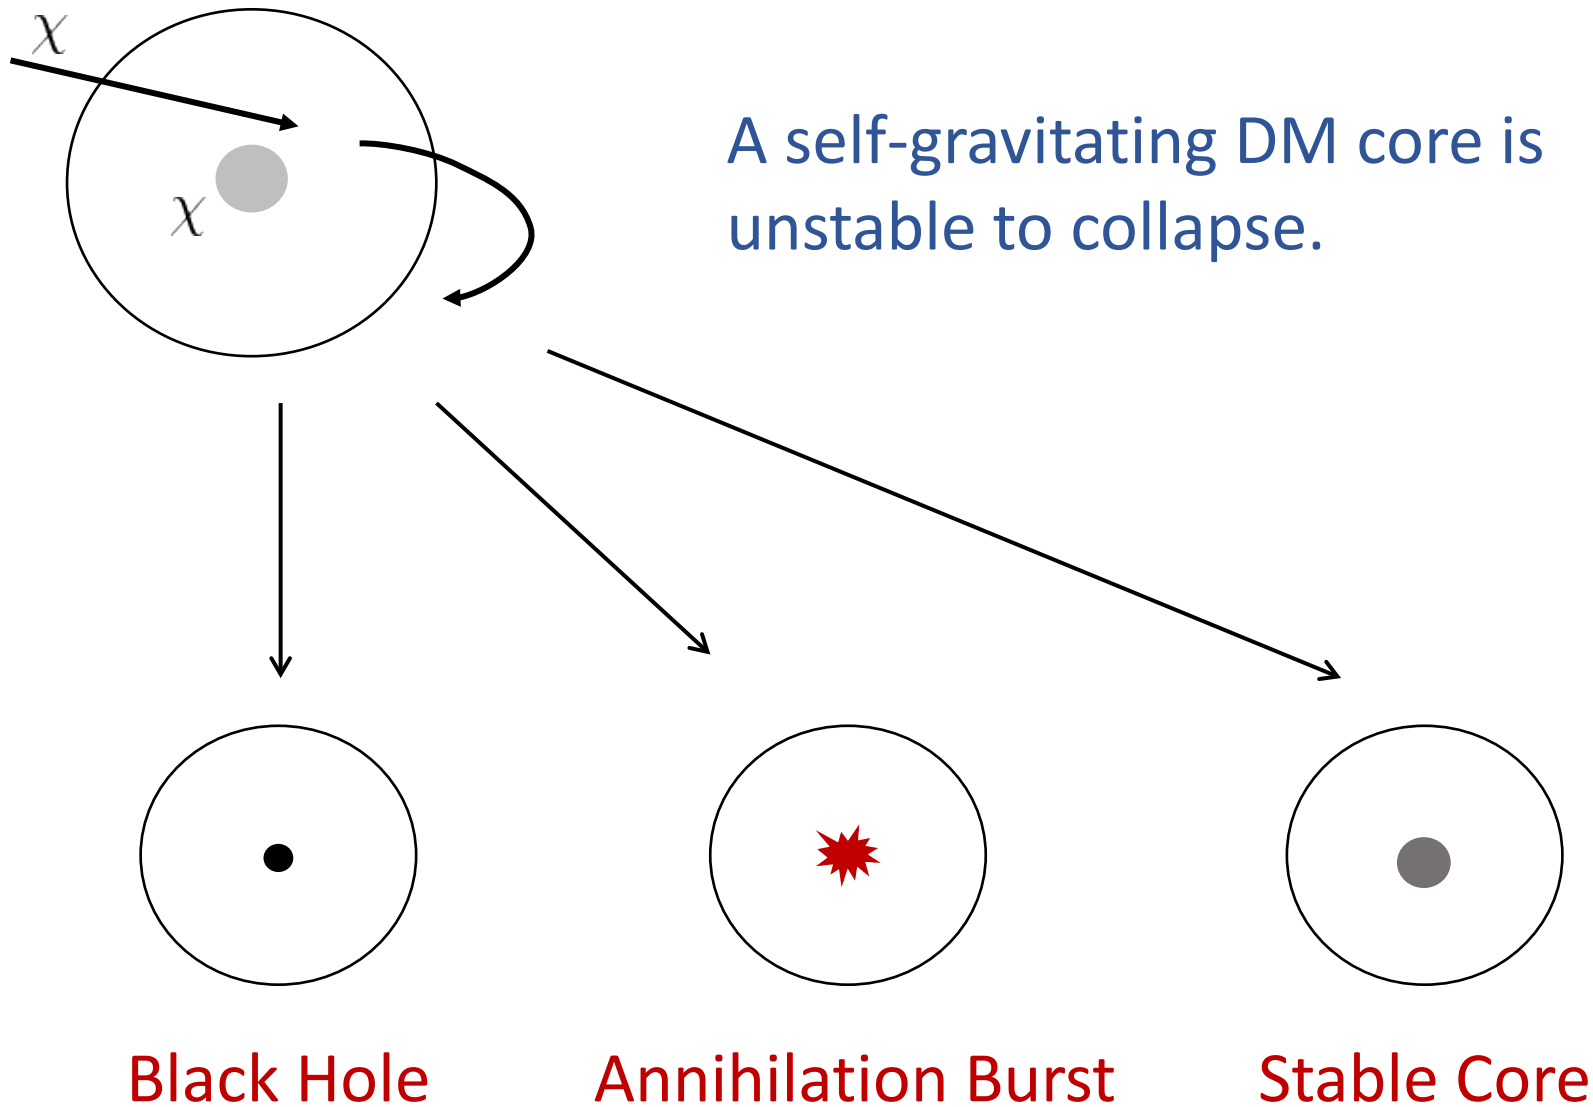 χ
A self-gravitating DM core is
unstable to collapse.
χ
Black Hole
Annihilation Burst
Stable Core